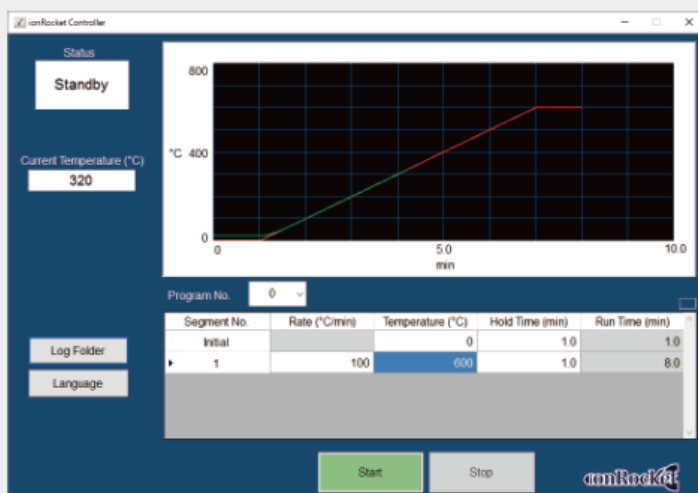 ionRocket Controller
Status
Standby
Current Temperature (°C)
320
800
°C 400
0
0 5.0 10.0
min
Program No. 0
Segment No. Rate (°C/min) Temperature (°C) Hold Time (min) Run Time (min)
Initial 0 1.0 1.0
1 100 600 1.0 8.0
Log Folder
Language
Start Stop
ionRocket